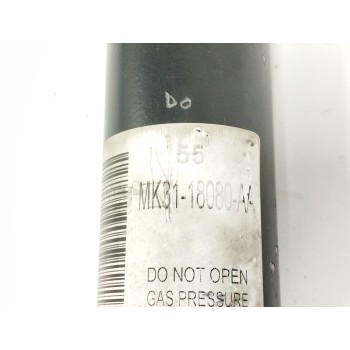 Do
55
MK31-18080-AA
DO NOT OPEN
GAS PRESSURE